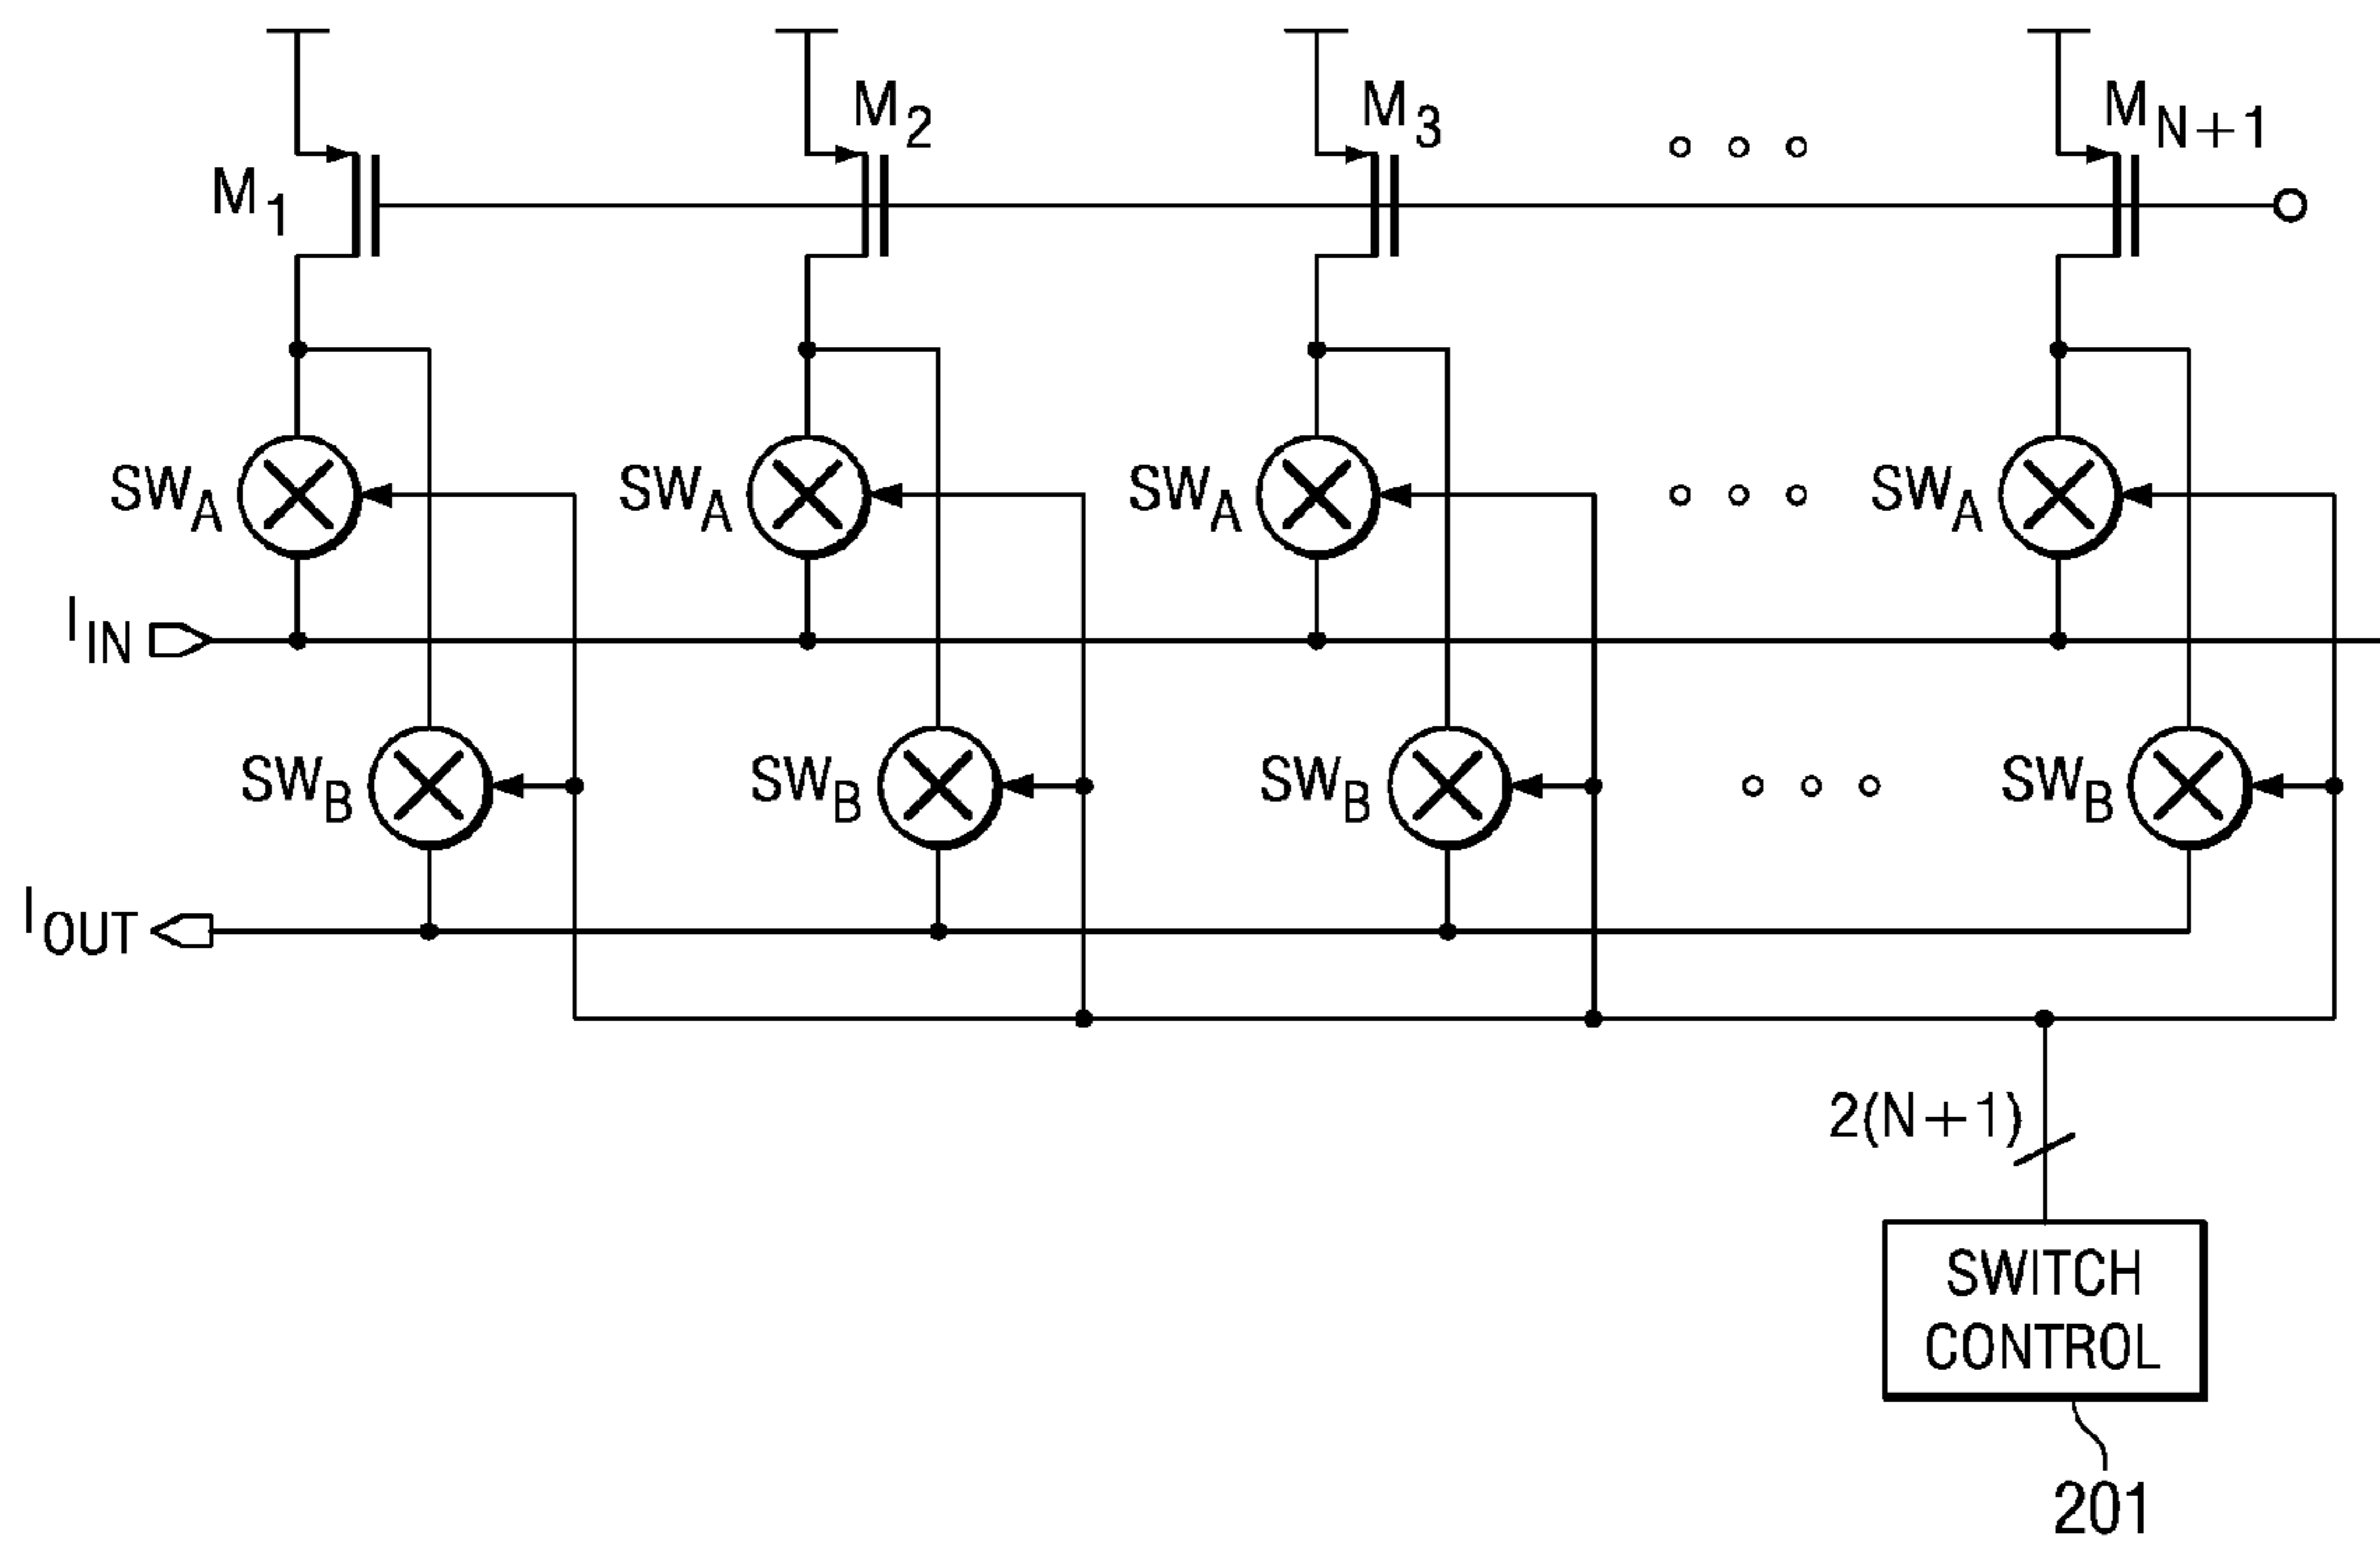 M1
M2
M3
MN+1
SWA
SWA
SWA
SWA
IIN
SWB
SWB
SWB
SWB
IOUT
2(N+1)
SWITCH
CONTROL
201